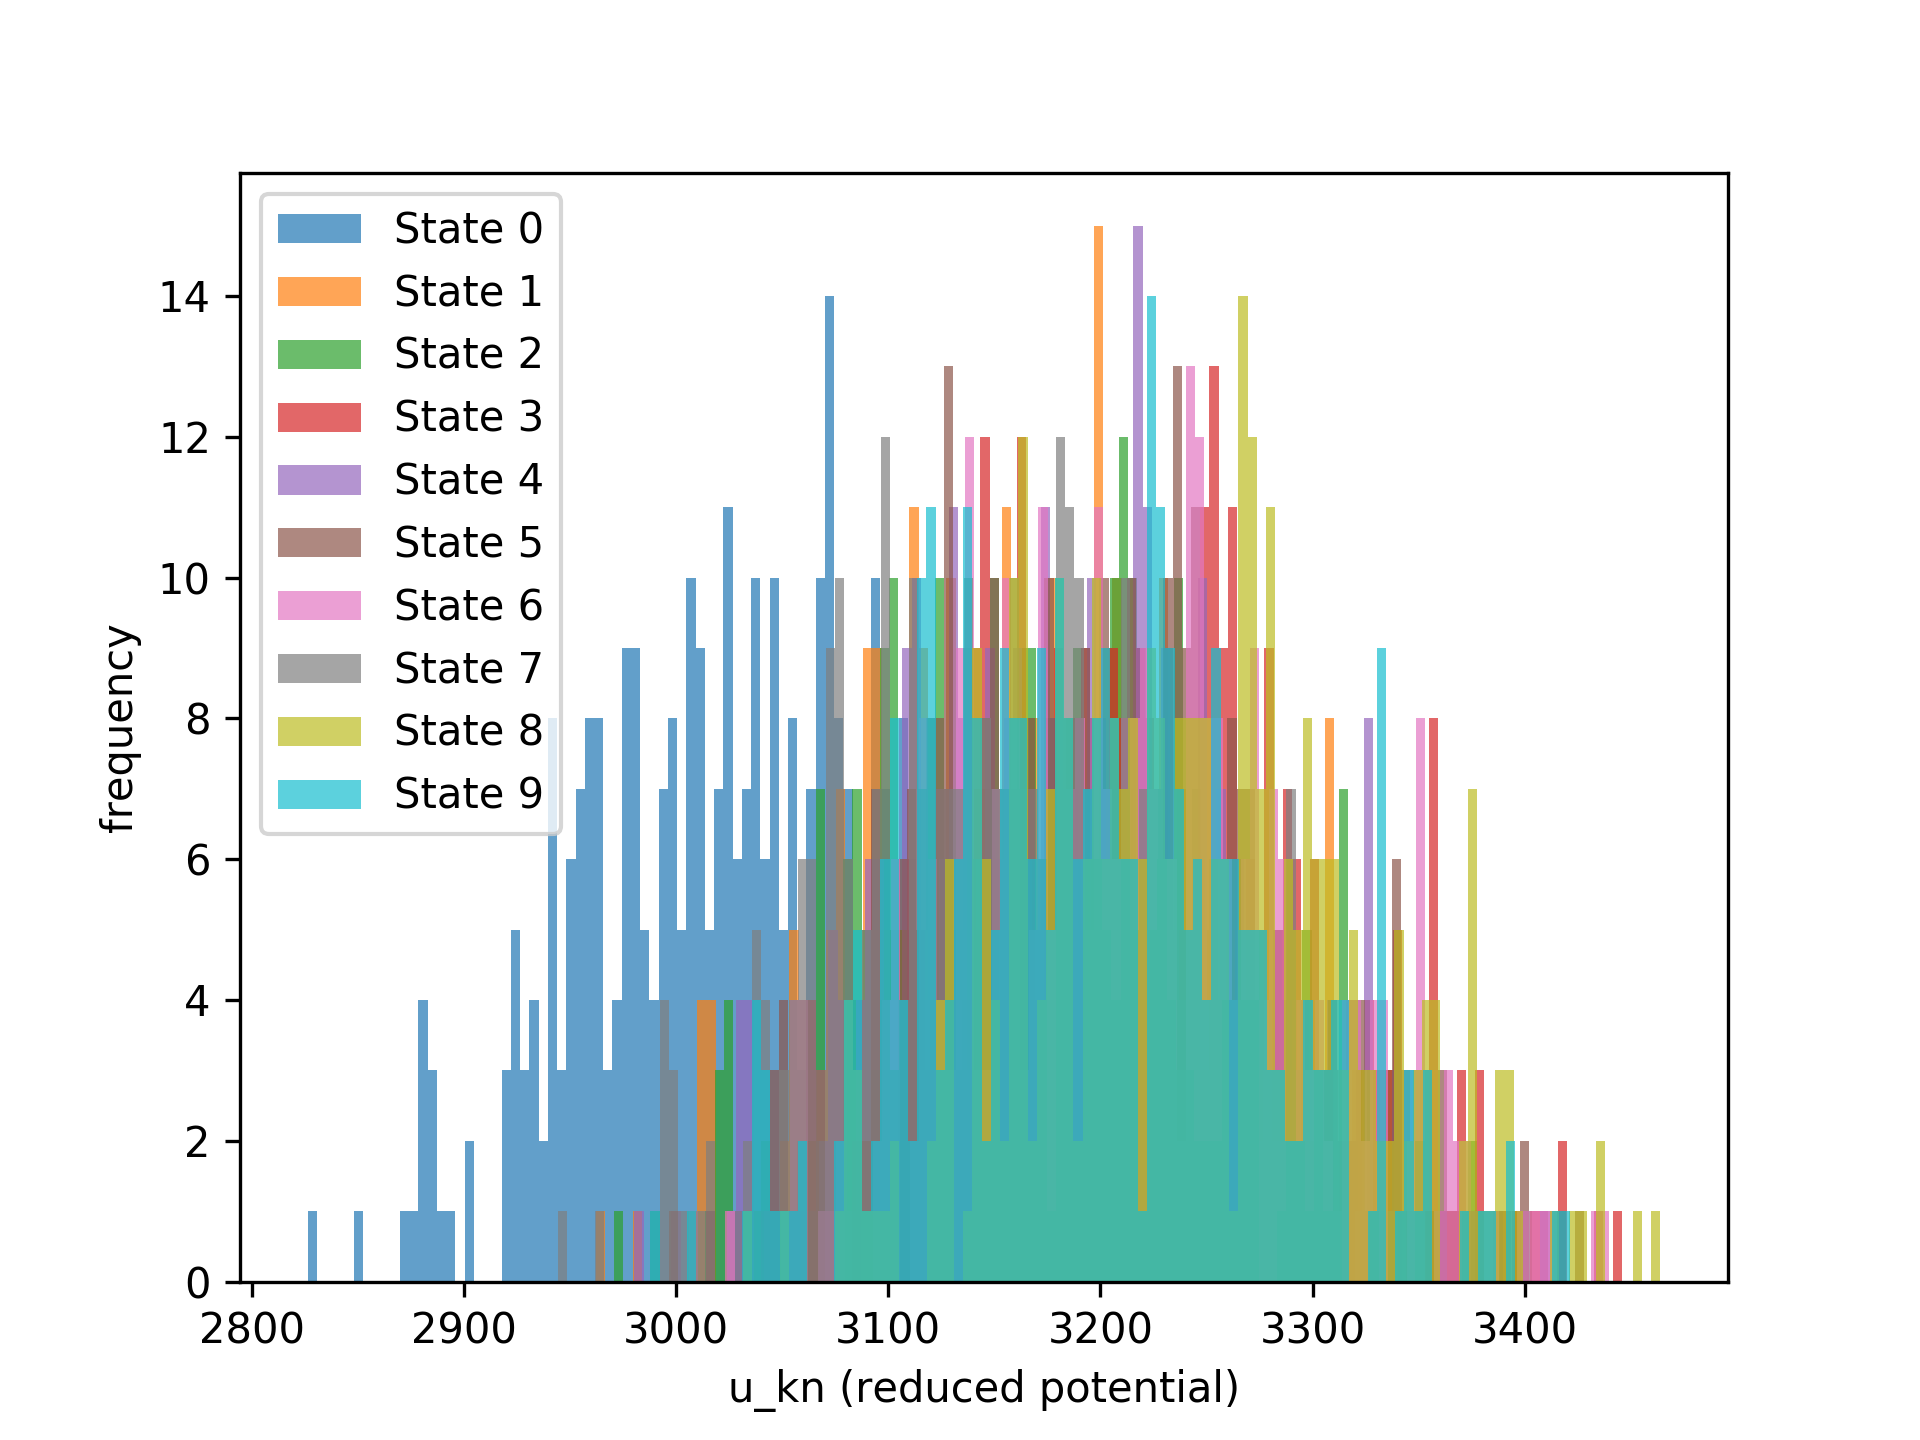 State 0
State 1
State 2
State 3
State 4
State 5
State 6
State 7
State 8
State 9
14
12
10
8
6
4
2
0
frequency
2800 2900 3000 3100 3200 3300 3400
u_kn (reduced potential)